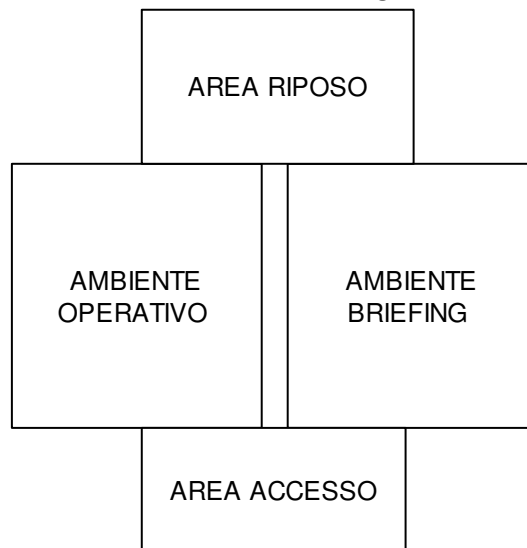 AREA RIPOSO
AMBIENTE
OPERATIVO
AMBIENTE
BRIEFING
AREA ACCESSO